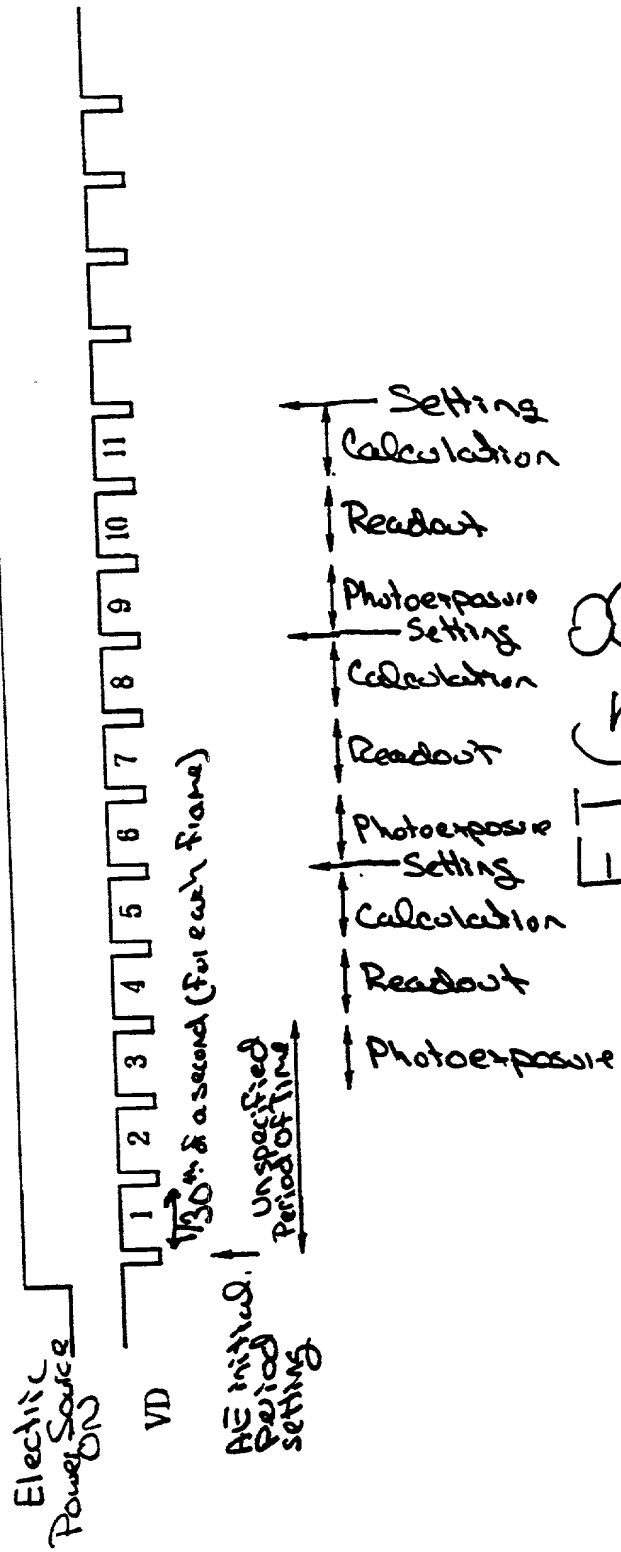 Electric
Power Source
ON
VD
1 2 3 4 5 6 7 8 9 10 11
1/30th of a second (For each frame)
AE initial
period
setting
Unspecified
Period of Time
Photoexposure
Readout
Calculation
Setting
Photoexposure
Readout
Calculation
Setting
Photoexposure
Readout
Calculation
Setting
FIG. 8